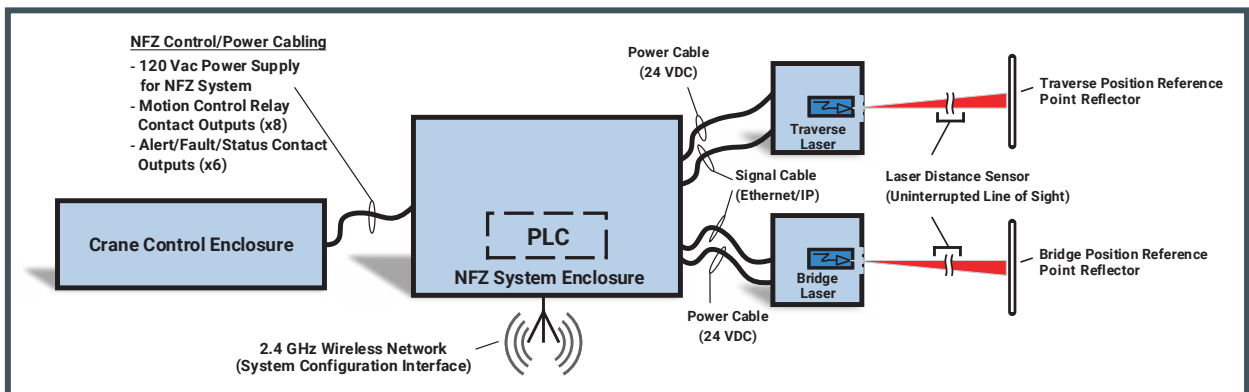 NFZ Control/Power Cabling
- 120 Vac Power Supply
for NFZ System
- Motion Control Relay
Contact Outputs (x8)
- Alert/Fault/Status Contact
Outputs (x6)
Crane Control Enclosure
PLC
NFZ System Enclosure
2.4 GHz Wireless Network
(System Configuration Interface)
Power Cable
(24 VDC)
Signal Cable
(Ethernet/IP)
Power Cable
(24 VDC)
Traverse
Laser
Bridge
Laser
Traverse Position Reference
Point Reflector
Laser Distance Sensor
(Uninterrupted Line of Sight)
Bridge Position Reference
Point Reflector